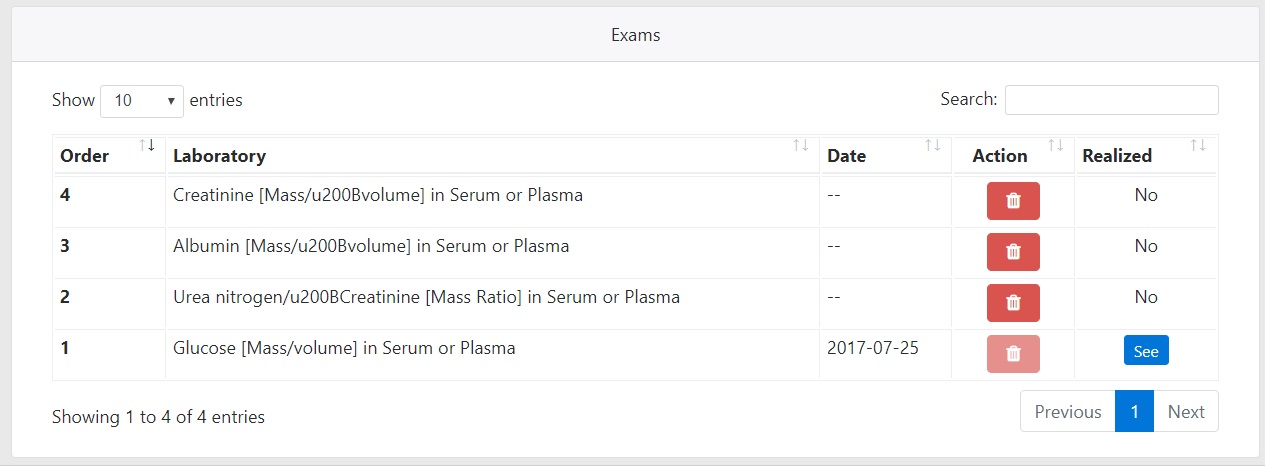 Exams
Show 10 entries Search:
Order Laboratory Date Action Realized
4 Creatinine [Mass/u200Bvolume] in Serum or Plasma -- No
3 Albumin [Mass/u200Bvolume] in Serum or Plasma -- No
2 Urea nitrogen/u200BCreatinine [Mass Ratio] in Serum or Plasma -- No
1 Glucose [Mass/volume] in Serum or Plasma 2017-07-25 See
Showing 1 to 4 of 4 entries Previous 1 Next